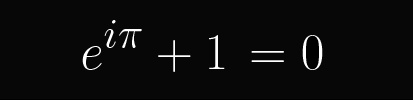 e^{iπ} + 1 = 0